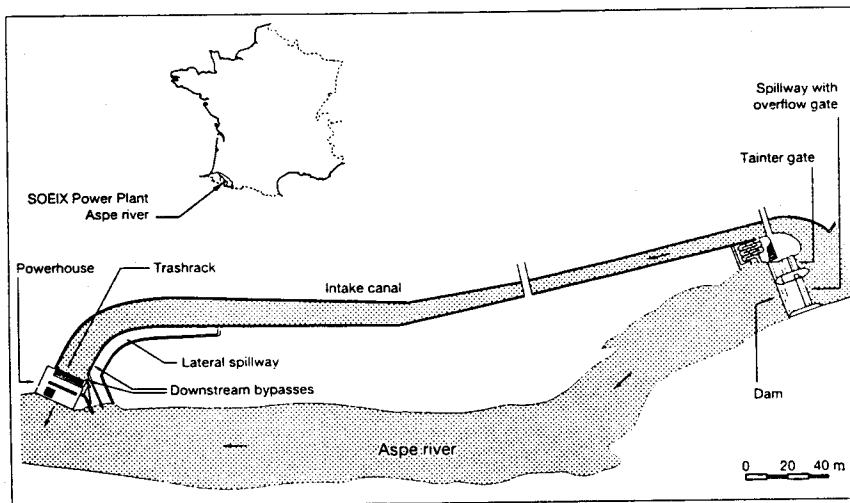 Spillway with
overflow gate
Tainter gate
SOEIX Power Plant
Aspe river
Powerhouse
Trashrack
Intake canal
Lateral spillway
Downstream bypasses
Dam
Aspe river
0 20 40 m